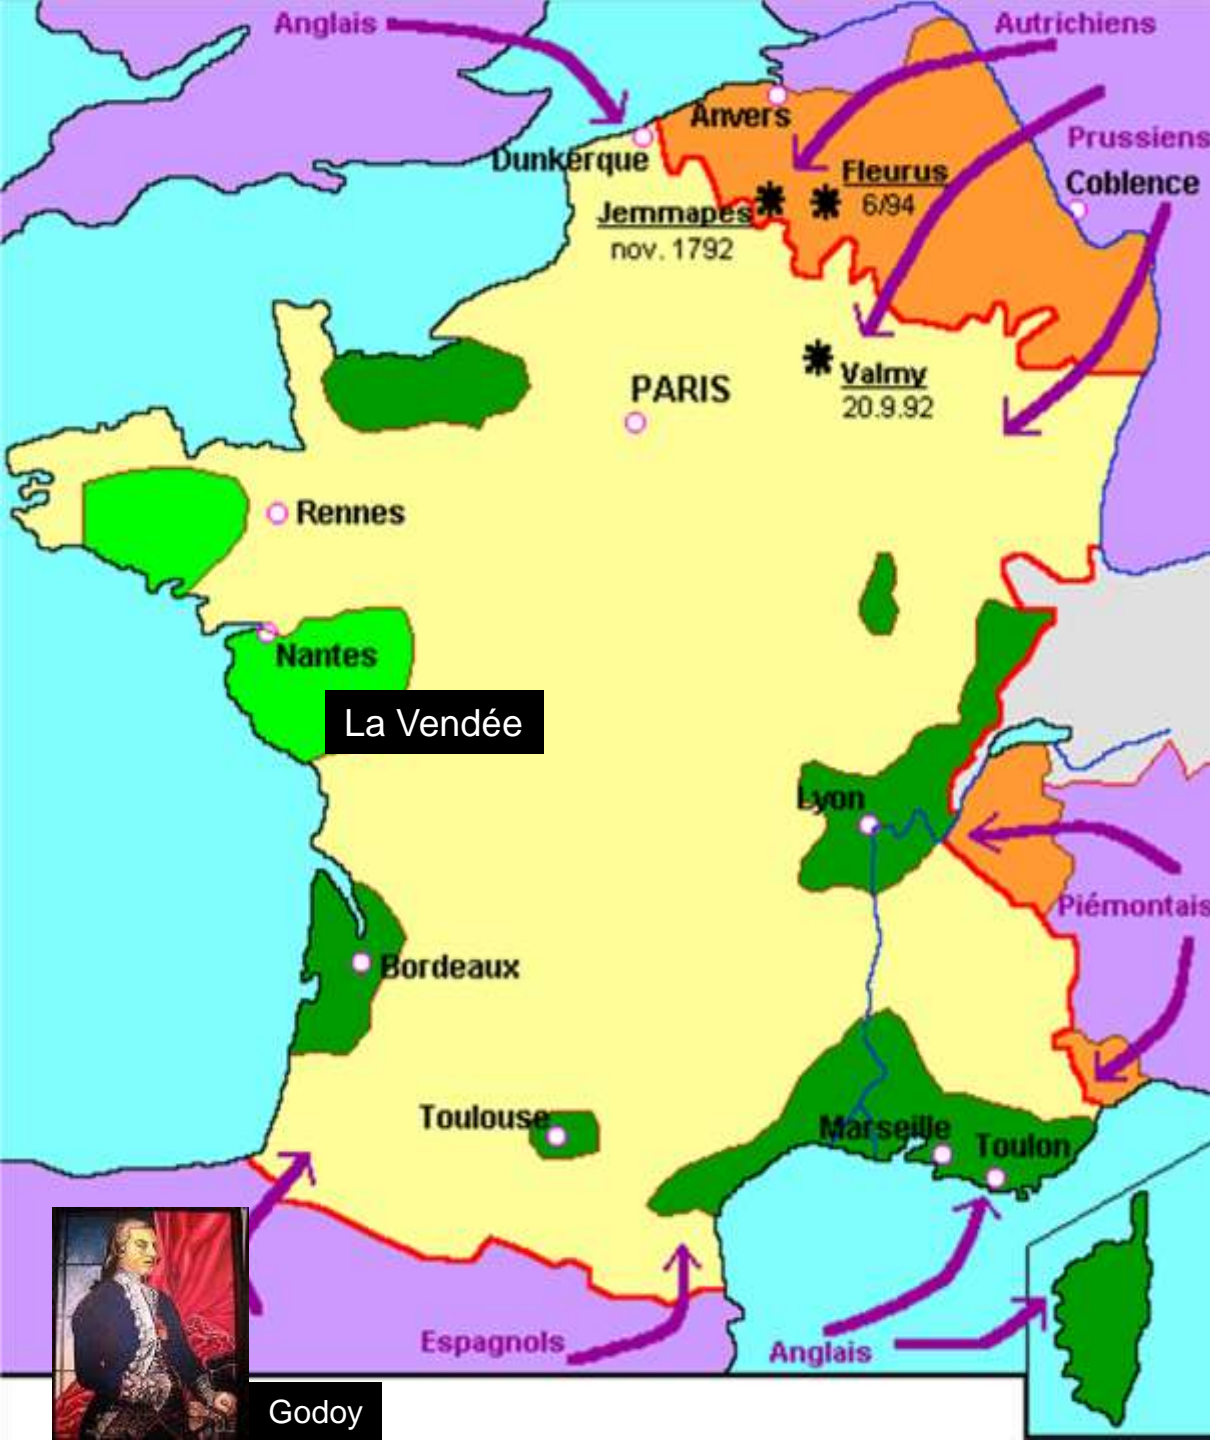 Anglais
Autrichiens
Anvers
Prussiens
Dunkerque
Fleurus
6/94
Coblence
Jemmapes
nov. 1792
PARIS
Valmy
20.9.92
Rennes
Nantes
La Vendée
Lyon
Piémontais
Bordeaux
Toulouse
Marseille
Toulon
Espagnols
Anglais
Godoy